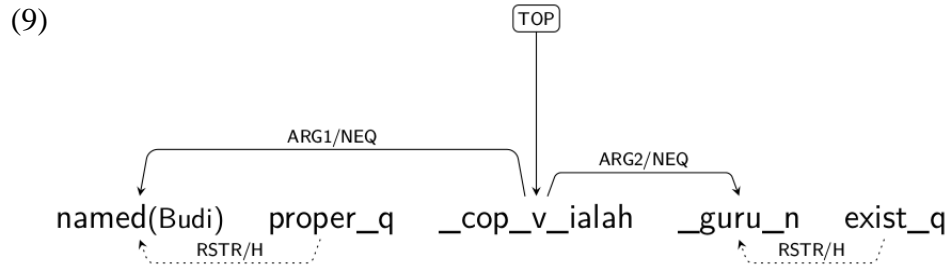 (9)
TOP
ARG1/NEQ
ARG2/NEQ
named(Budi) proper_q _cop_v_ialah _guru_n exist_q
RSTR/H RSTR/H